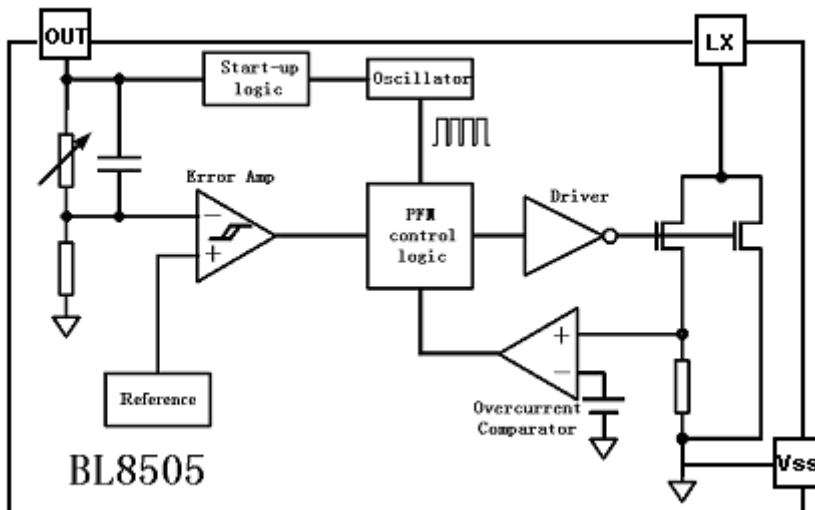 OUT
LX
Start-up
logic
Oscillator
Error Amp
Driver
PFM
control
logic
−
+
+
−
Reference
Overcurrent
Comparator
Vss
BL8505